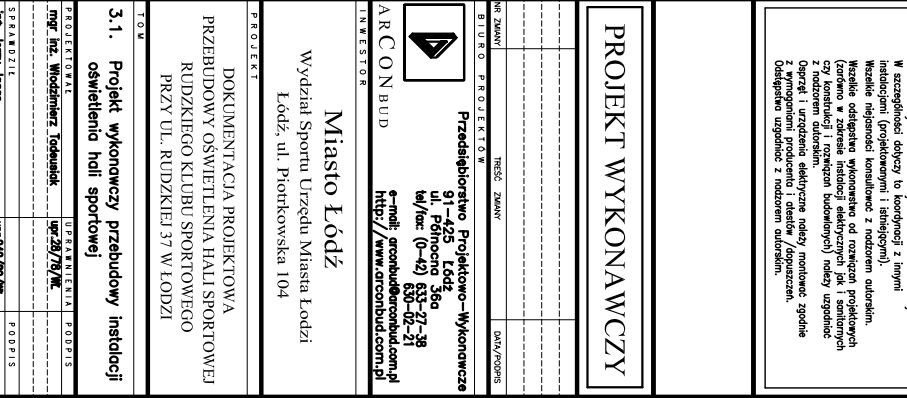 W szczególności dotyczy to koordynacji z innymi
instalacjami (projektowanymi i istniejącymi).
Wszelkie niejasności konsultować z nadzorem autorskim.
Wszelkie odstępstwa wykonawstwa od rozwiązań projektowych
(zarówno w zakresie instalacji elektrycznych jak i sanitarnych
czy konstrukcji i rozwiązań budowlanych) należy uzgodniać
z nadzorem autorskim.
Osprzęt i urządzenia elektryczne należy montować zgodnie
z wymaganiami producenta i atestów /dopuszczeń.
Odstępstwa uzgodniać z nadzorem autorskim.
PROJEKT WYKONAWCZY
NR ZMIANY TREŚĆ ZMIANY DATA/PODPIS
BIURO PROJEKTÓW
ARCONBUD
Przedsiębiorstwo Projektowo-Wykonawcze
91-425 Łódź
ul. Północna 36a
tel/fax: (0-42) 633-27-38
630-02-21
e-mail: arconbud@arconbud.com.pl
http://www.arconbud.com.pl
INWESTOR
Miasto Łódź
Wydział Sportu Urzędu Miasta Łodzi
Łódź, ul. Piotrkowska 104
PROJEKT
DOKUMENTACJA PROJEKTOWA
PRZEBUDOWY OŚWIETLENIA HALI SPORTOWEJ
RUDZKIEGO KLUBU SPORTOWEGO
PRZY UL. RUDZKIEJ 37 W ŁODZI
TOM
3.1. Projekt wykonawczy przebudowy instalacji
oświetlenia hali sportowej
PROJEKTOWAŁ UPRAWNIENIA PODPIS
mgr inż. Włodzimierz Tadeusiak upr.28/78/Wł.
SPRAWDZIŁ PODPIS